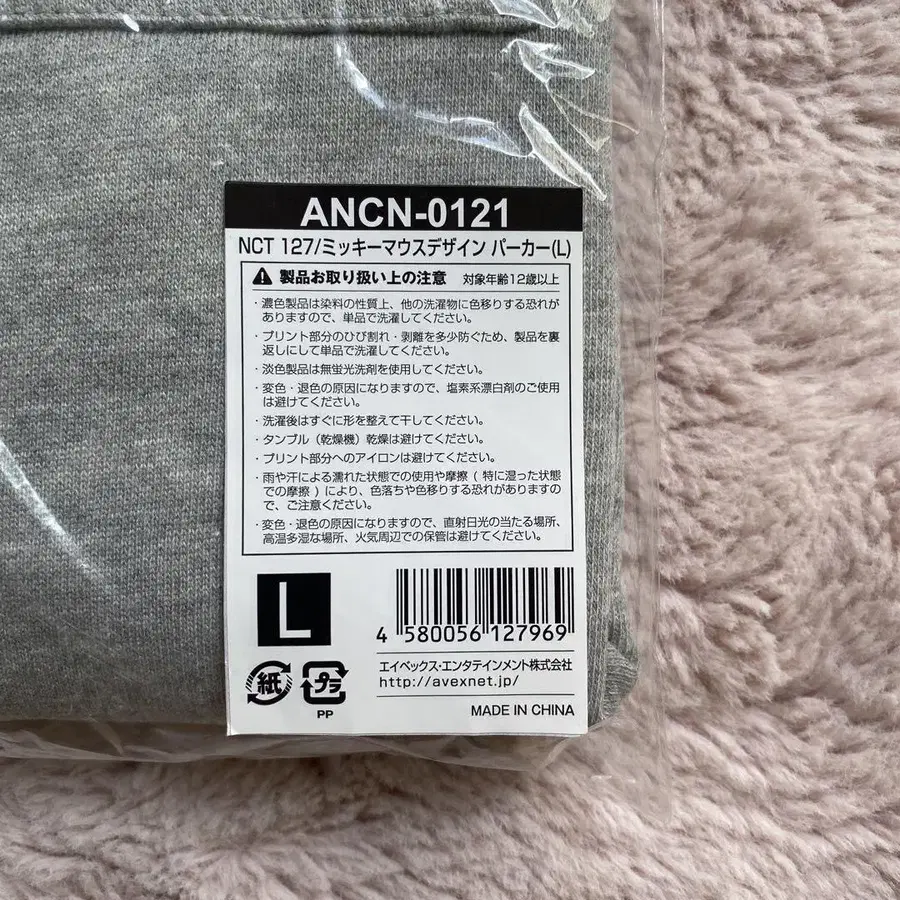 ANCN-0121
NCT 127/ミッキーマウスデザイン パーカー(L)
製品お取り扱い上の注意 対象年齢12歳以上
・濃色製品は染料の性質上、他の洗濯物に色移りする恐れが
ありますので、単品で洗濯してください。
・プリント部分のひび割れ・剥離を多少防ぐため、製品を裏
返しにして単品で洗濯してください。
・淡色製品は無蛍光洗剤を使用してください。
・変色・退色の原因になりますので、塩素系漂白剤のご使用
は避けてください。
・洗濯後はすぐに形を整えて干してください。
・タンブル（乾燥機）乾燥は避けてください。
・プリント部分へのアイロンは避けてください。
・雨や汗による濡れた状態での使用や摩擦 ( 特に湿った状態
での摩擦 ) により、色落ちや色移りする恐れがありますの
で、ご注意ください。
・変色・退色の原因になりますので、直射日光の当たる場所、
高温多湿な場所、火気周辺での保管は避けてください。
L
4 580056 127969
エイベックス・エンタテインメント株式会社
http://avexnet.jp/
紙 プラ
PP
MADE IN CHINA